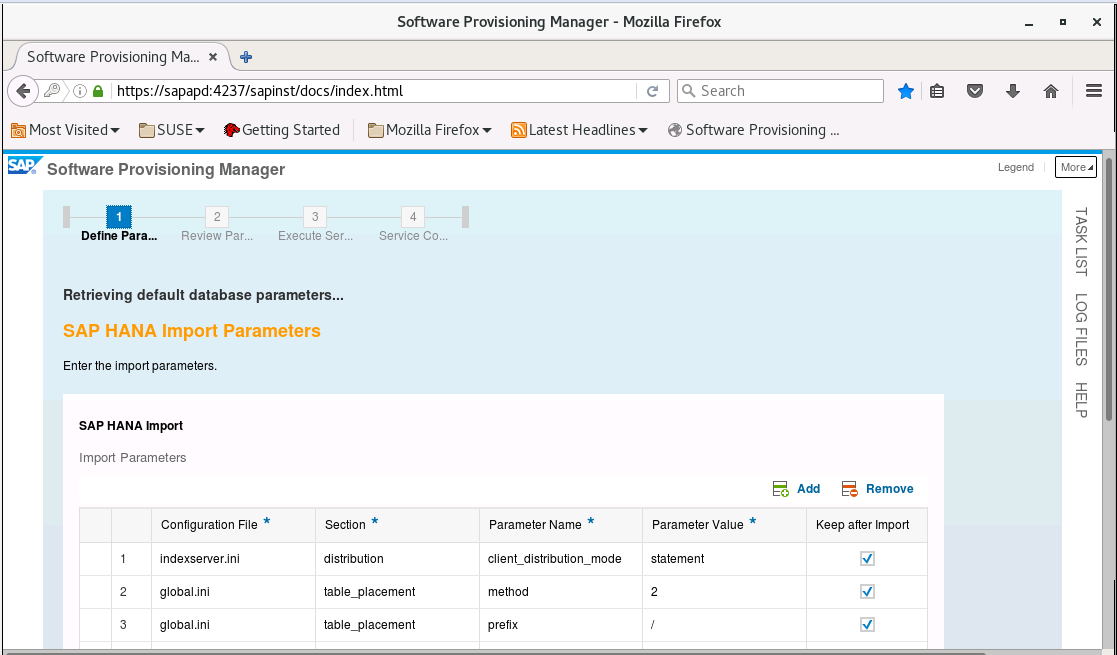 Software Provisioning Manager - Mozilla Firefox
Software Provisioning Ma...
https://sapapd:4237/sapinst/docs/index.html
Search
Most Visited SUSE Getting Started Mozilla Firefox Latest Headlines Software Provisioning ...
SAP Software Provisioning Manager
Legend More
1 2 3 4
Define Para... Review Par... Execute Ser... Service Co...
TASK LIST
LOG FILES
HELP
Retrieving default database parameters...
SAP HANA Import Parameters
Enter the import parameters.
SAP HANA Import
Import Parameters
Add Remove
Configuration File * Section * Parameter Name * Parameter Value * Keep after Import
1 indexserver.ini distribution client_distribution_mode statement
2 global.ini table_placement method 2
3 global.ini table_placement prefix /